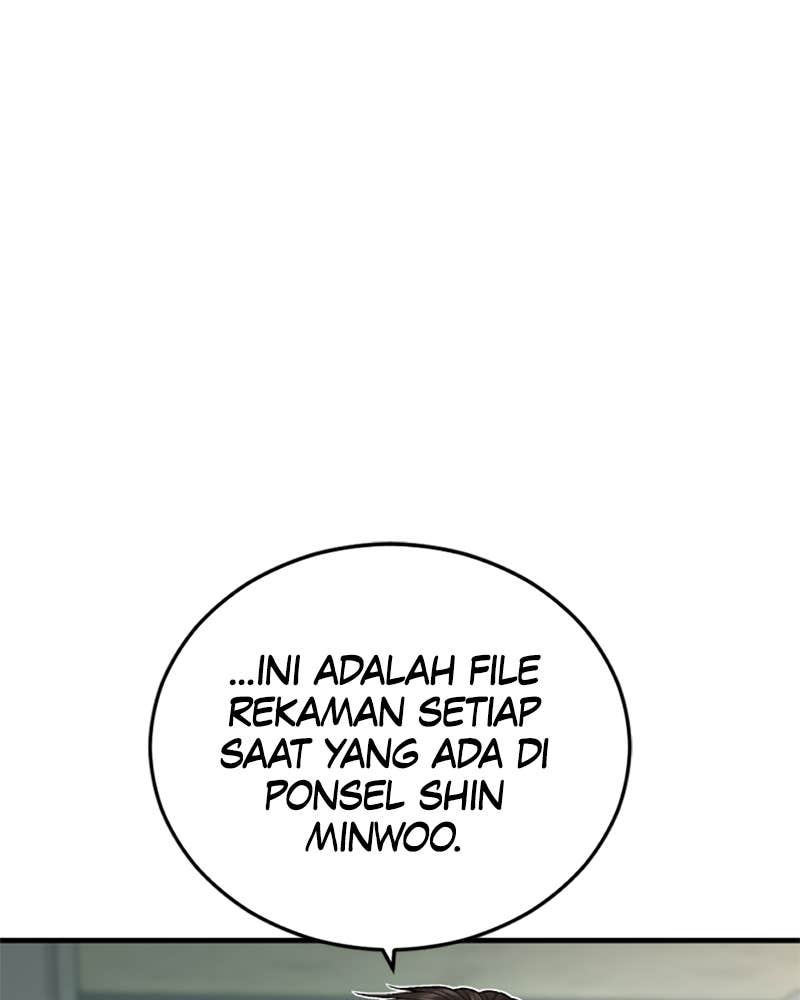 ...INI ADALAH FILE
REKAMAN SETIAP
SAAT YANG ADA DI
PONSEL SHIN
MINWOO.